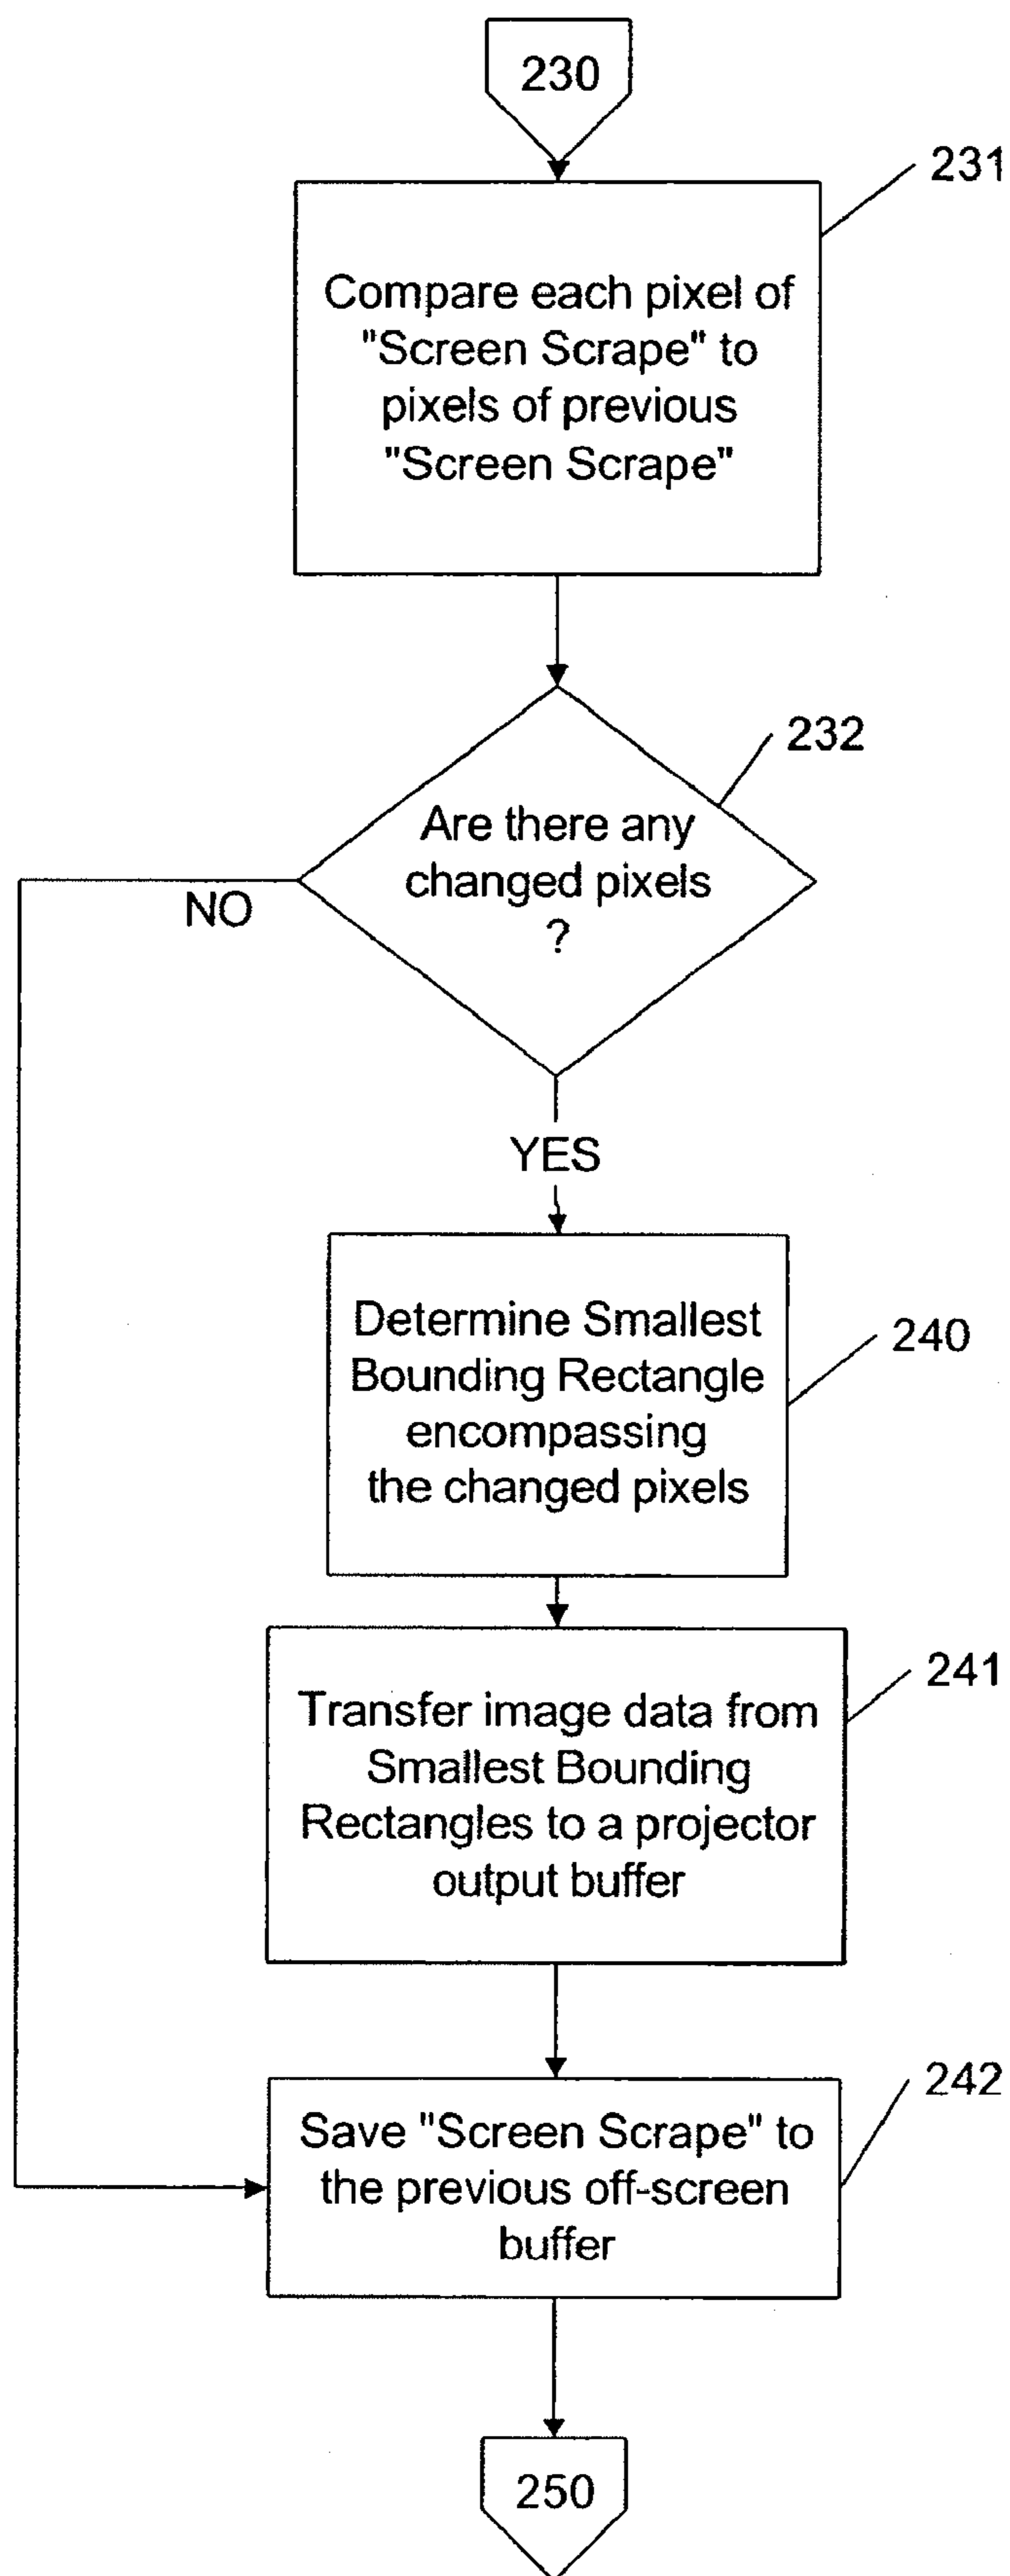 230
231
Compare each pixel of
"Screen Scrape" to
pixels of previous
"Screen Scrape"
232
Are there any
changed pixels
?
NO
YES
Determine Smallest
Bounding Rectangle
encompassing
the changed pixels
240
241
Transfer image data from
Smallest Bounding
Rectangles to a projector
output buffer
242
Save "Screen Scrape" to
the previous off-screen
buffer
250